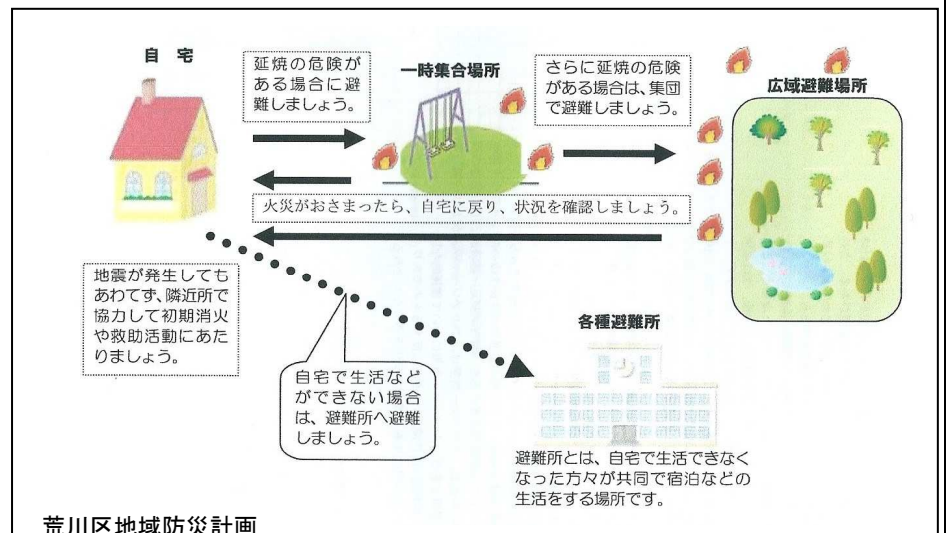 自　宅
延焼の危険が
ある場合に避
難しましょう。
一時集合場所
さらに延焼の危険
がある場合は、集団
で避難しましょう。
広域避難場所
火災がおさまったら、自宅に戻り、状況を確認しましょう。
地震が発生しても
あわてず、隣近所で
協力して初期消火
や救助活動にあた
りましょう。
自宅で生活など
ができない場合
は、避難所へ避難
しましょう。
各種避難所
避難所とは、自宅で生活できなく
なった方々が共同で宿泊などの
生活をする場所です。
荒川区地域防災計画